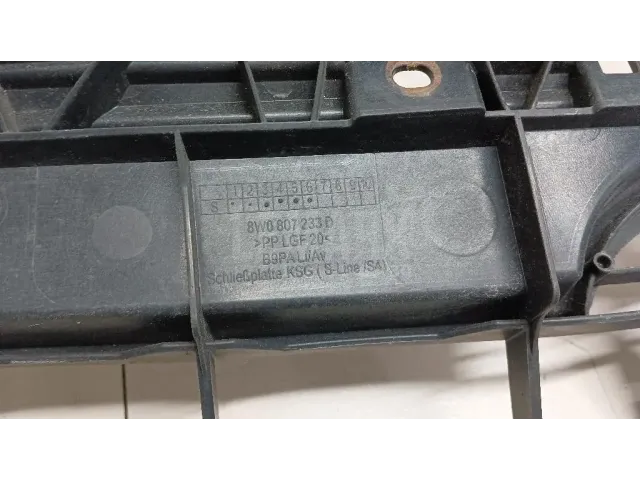 1 2 3 4 5 6 7 8 9
S
8W0 807 233 D
>PP LGF 20<
B9PA Li/Av
Schließplatte KSG ( S-Line /S4)